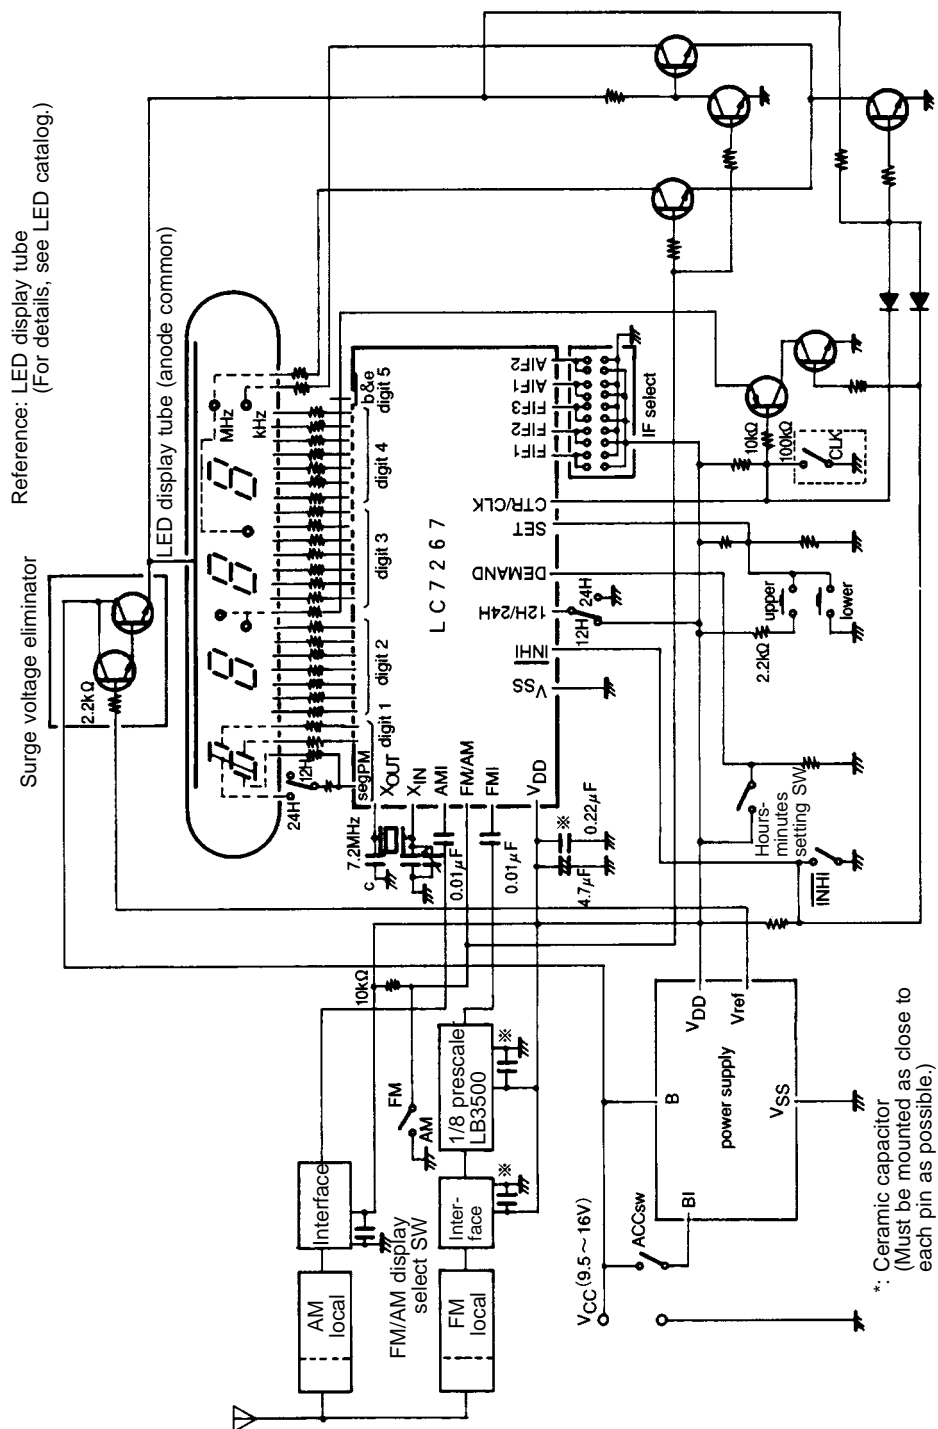 Reference: LED display tube
(For details, see LED catalog.)
Surge voltage eliminator
2.2kΩ
LED display tube (anode common)
MHz
kHz
24H
12H
segPM
digit 1
digit 2
digit 3
digit 4
b&e
digit 5
XOUT
XIN
AMI
FM/AM
FMI
VDD
LC7267
VSS
INHI
12H/24H
DEMAND
SET
CTR/CLK
FIF1
FIF2
FIF3
AIF1
AIF2
IF select
7.2MHz
c
0.01μF
0.01μF
4.7μF
※
0.22μF
12H
24H
10kΩ
100kΩ
CLK
upper
lower
2.2kΩ
Hours-
minutes
setting SW
INHI
10kΩ
FM
AM
FM/AM display
select SW
AM
local
Interface
FM
local
Inter-
face
※
1/8 prescaler
LB3500
※
VCC (9.5~16V)
ACCsw
BI
B
VDD
Vref
power supply
VSS
*: Ceramic capacitor
(Must be mounted as close to
each pin as possible.)